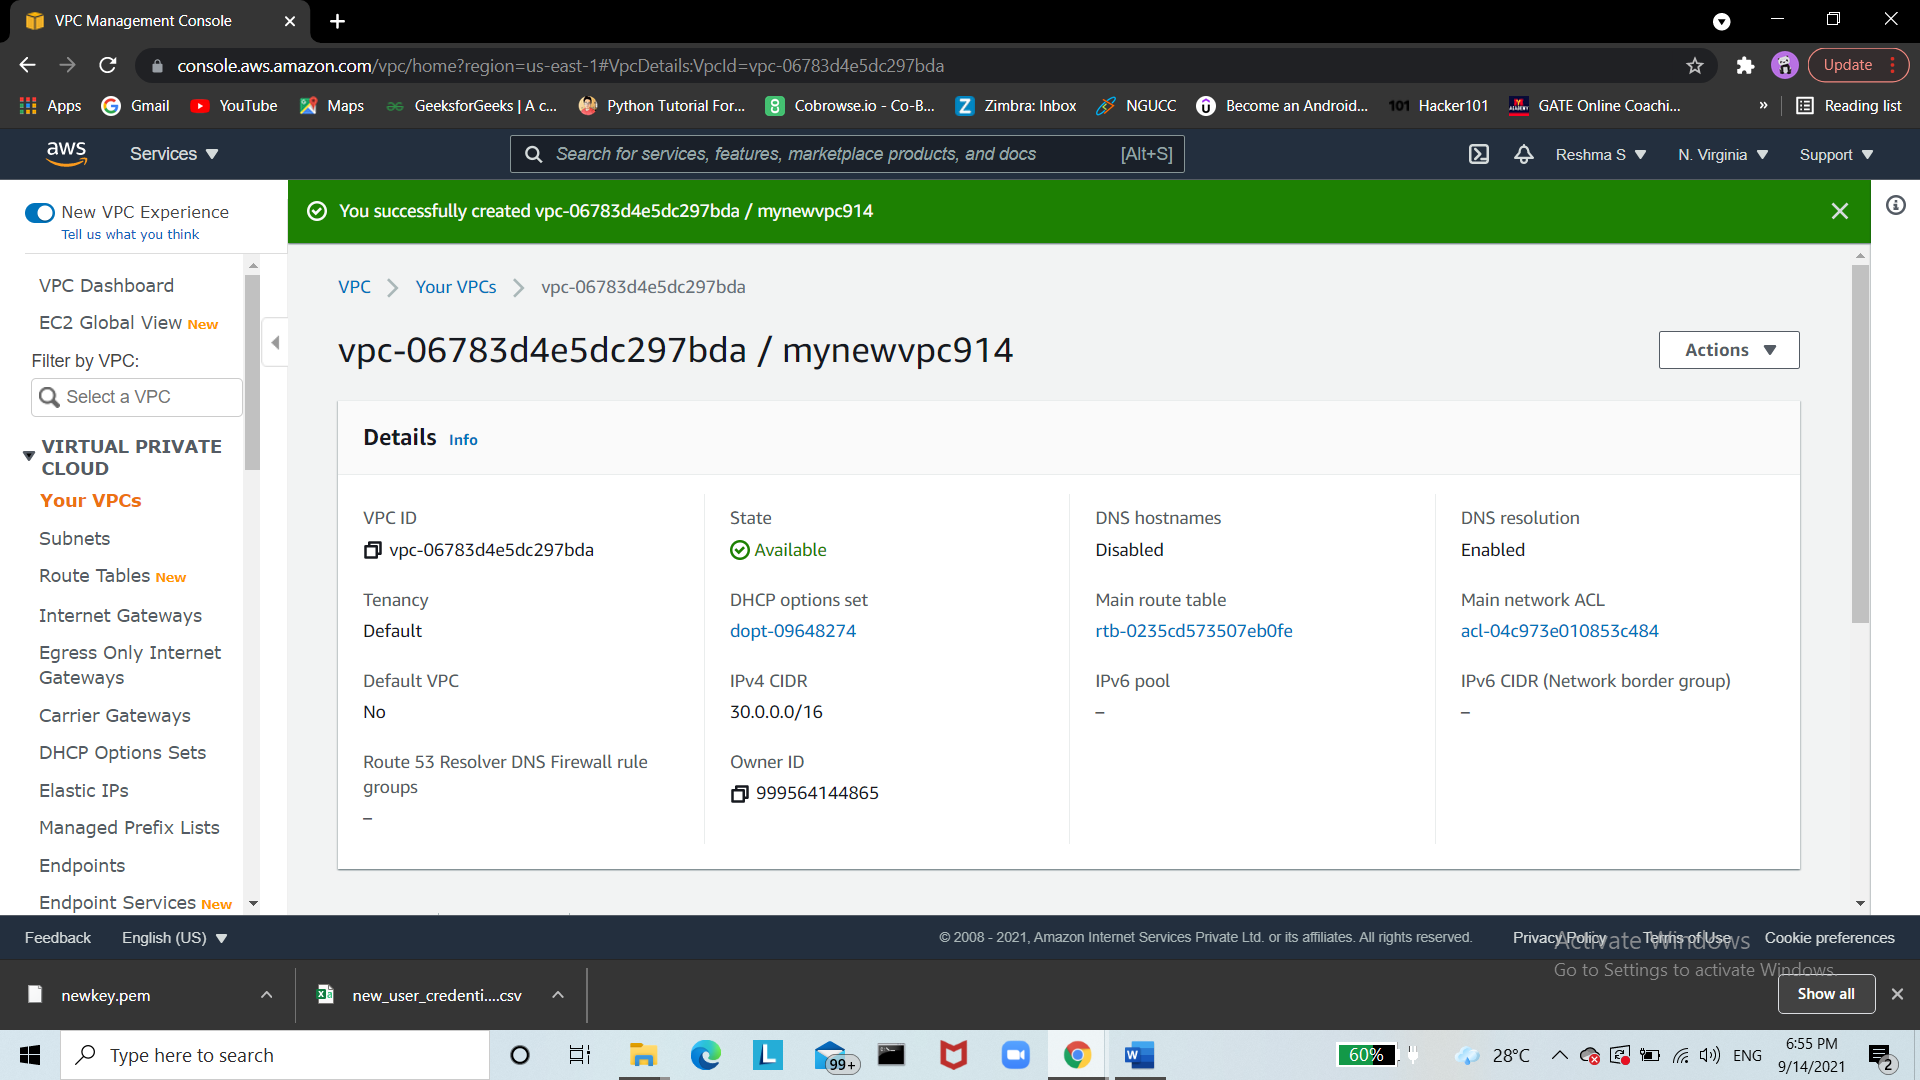 VPC Management Console
console.aws.amazon.com/vpc/home?region=us-east-1#VpcDetails:VpcId=vpc-06783d4e5dc297bda
Update
Apps
Gmail
YouTube
Maps
GeeksforGeeks | A c...
Python Tutorial For...
Cobrowse.io - Co-B...
Zimbra: Inbox
NGUCC
Become an Android...
101 Hacker101
GATE Online Coachi...
»
Reading list
aws
Services
Search for services, features, marketplace products, and docs [Alt+S]
Reshma S
N. Virginia
Support
New VPC Experience
Tell us what you think
You successfully created vpc-06783d4e5dc297bda / mynewvpc914
VPC Dashboard
EC2 Global View New
Filter by VPC:
Select a VPC
VIRTUAL PRIVATE
CLOUD
Your VPCs
Subnets
Route Tables New
Internet Gateways
Egress Only Internet
Gateways
Carrier Gateways
DHCP Options Sets
Elastic IPs
Managed Prefix Lists
Endpoints
Endpoint Services New
VPC > Your VPCs > vpc-06783d4e5dc297bda
vpc-06783d4e5dc297bda / mynewvpc914
Actions
Details Info
VPC ID
vpc-06783d4e5dc297bda
State
Available
DNS hostnames
Disabled
DNS resolution
Enabled
Tenancy
Default
DHCP options set
dopt-09648274
Main route table
rtb-0235cd573507eb0fe
Main network ACL
acl-04c973e010853c484
Default VPC
No
IPv4 CIDR
30.0.0.0/16
IPv6 pool
–
IPv6 CIDR (Network border group)
–
Route 53 Resolver DNS Firewall rule
groups
–
Owner ID
999564144865
Feedback
English (US)
© 2008 - 2021, Amazon Internet Services Private Ltd. or its affiliates. All rights reserved.
Privacy Policy
Terms of Use
Cookie preferences
Activate Windows
Go to Settings to activate Windows.
newkey.pem
new_user_credenti....csv
Show all
Type here to search
L
99+
W
60%
28°C
ENG
6:55 PM
9/14/2021
2